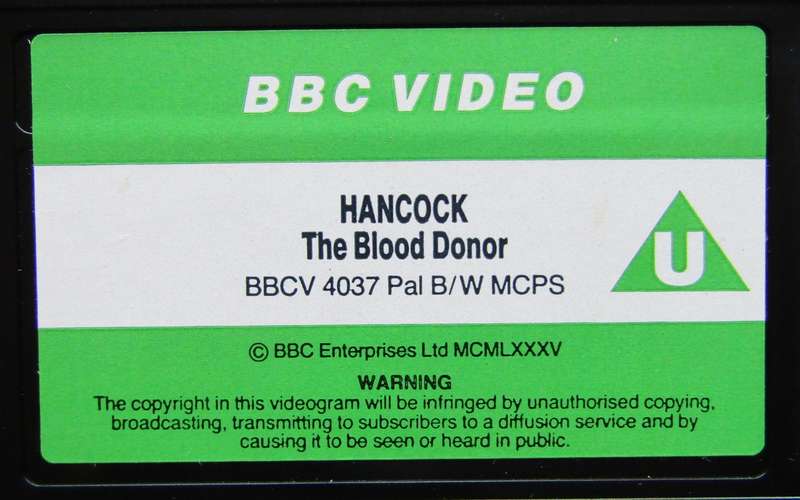 BBC VIDEO
HANCOCK
The Blood Donor
BBCV 4037 Pal B/W MCPS
U
© BBC Enterprises Ltd MCMLXXXV
WARNING
The copyright in this videogram will be infringed by unauthorised copying,
broadcasting, transmitting to subscribers to a diffusion service and by
causing it to be seen or heard in public.